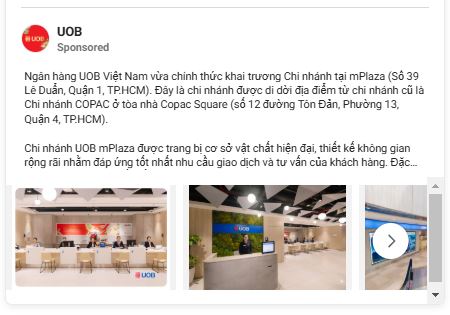 UOB
UOB
Sponsored
Ngân hàng UOB Việt Nam vừa chính thức khai trương Chi nhánh tại mPlaza (Số 39
Lê Duẩn, Quận 1, TP.HCM). Đây là chi nhánh được di dời địa điểm từ chi nhánh cũ là
Chi nhánh COPAC ở tòa nhà Copac Square (số 12 đường Tôn Đản, Phường 13,
Quận 4, TP.HCM).
Chi nhánh UOB mPlaza được trang bị cơ sở vật chất hiện đại, thiết kế không gian
rộng rãi nhằm đáp ứng tốt nhất nhu cầu giao dịch và tư vấn của khách hàng. Đặc...
UOB
UOB